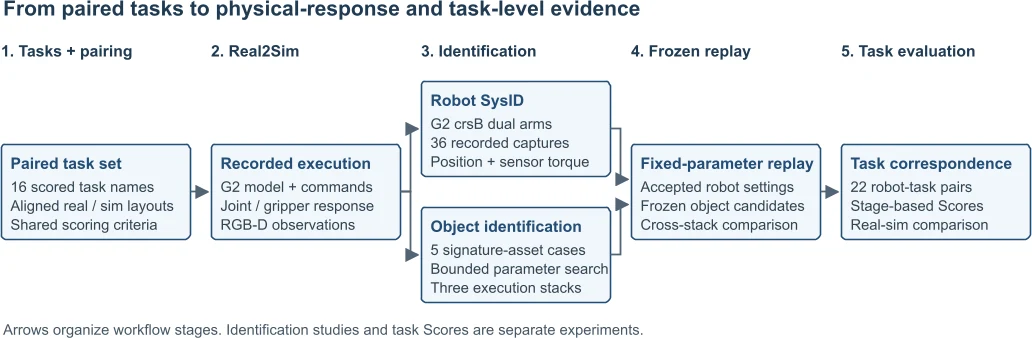 From paired tasks to physical-response and task-level evidence
1. Tasks + pairing
2. Real2Sim
3. Identification
4. Frozen replay
5. Task evaluation
Paired task set
16 scored task names
Aligned real / sim layouts
Shared scoring criteria
Recorded execution
G2 model + commands
Joint / gripper response
RGB-D observations
Robot SysID
G2 crsB dual arms
36 recorded captures
Position + sensor torque
Object identification
5 signature-asset cases
Bounded parameter search
Three execution stacks
Fixed-parameter replay
Accepted robot settings
Frozen object candidates
Cross-stack comparison
Task correspondence
22 robot-task pairs
Stage-based Scores
Real-sim comparison
Arrows organize workflow stages. Identification studies and task Scores are separate experiments.